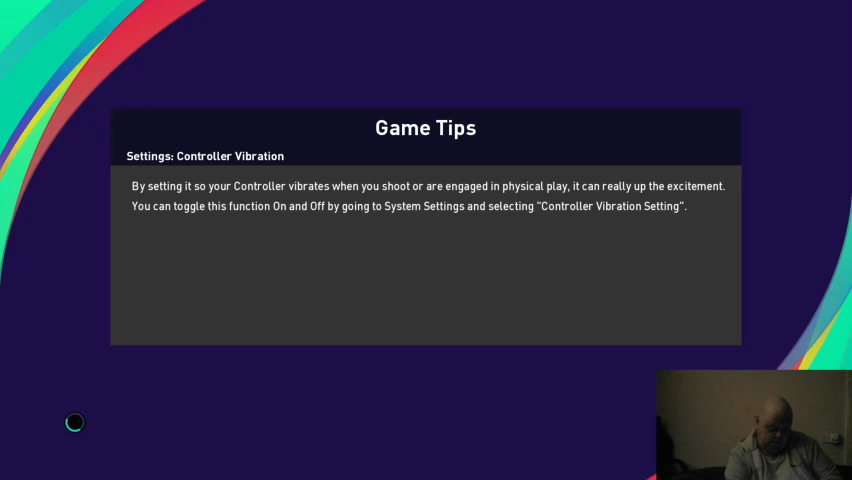 Game Tips
Settings: Controller Vibration
By setting it so your Controller vibrates when you shoot or are engaged in physical play, it can really up the excitement.
You can toggle this function On and Off by going to System Settings and selecting "Controller Vibration Setting".